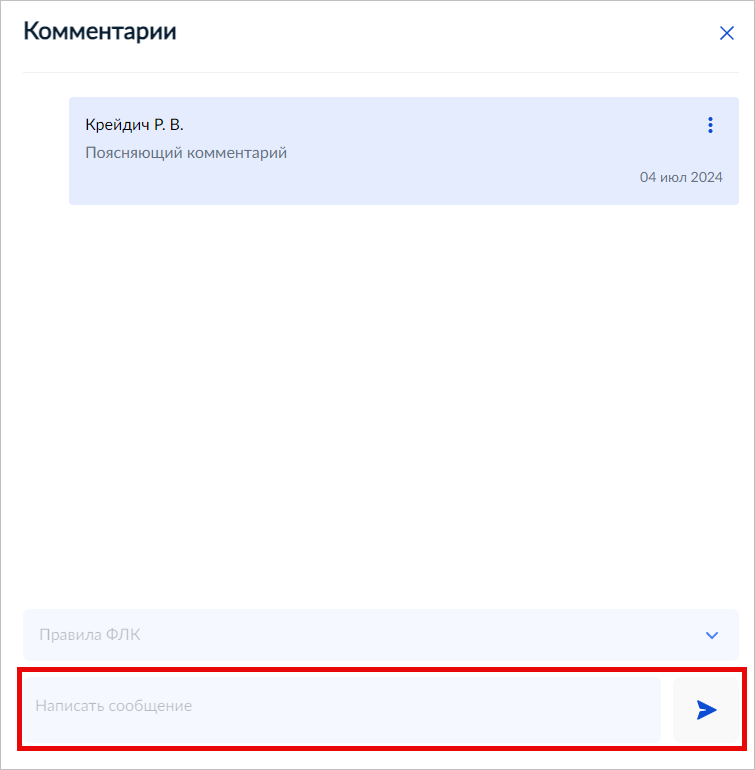 Комментарии
Крейдич Р. В.
Поясняющий комментарий
04 июл 2024
Правила ФЛК
Написать сообщение